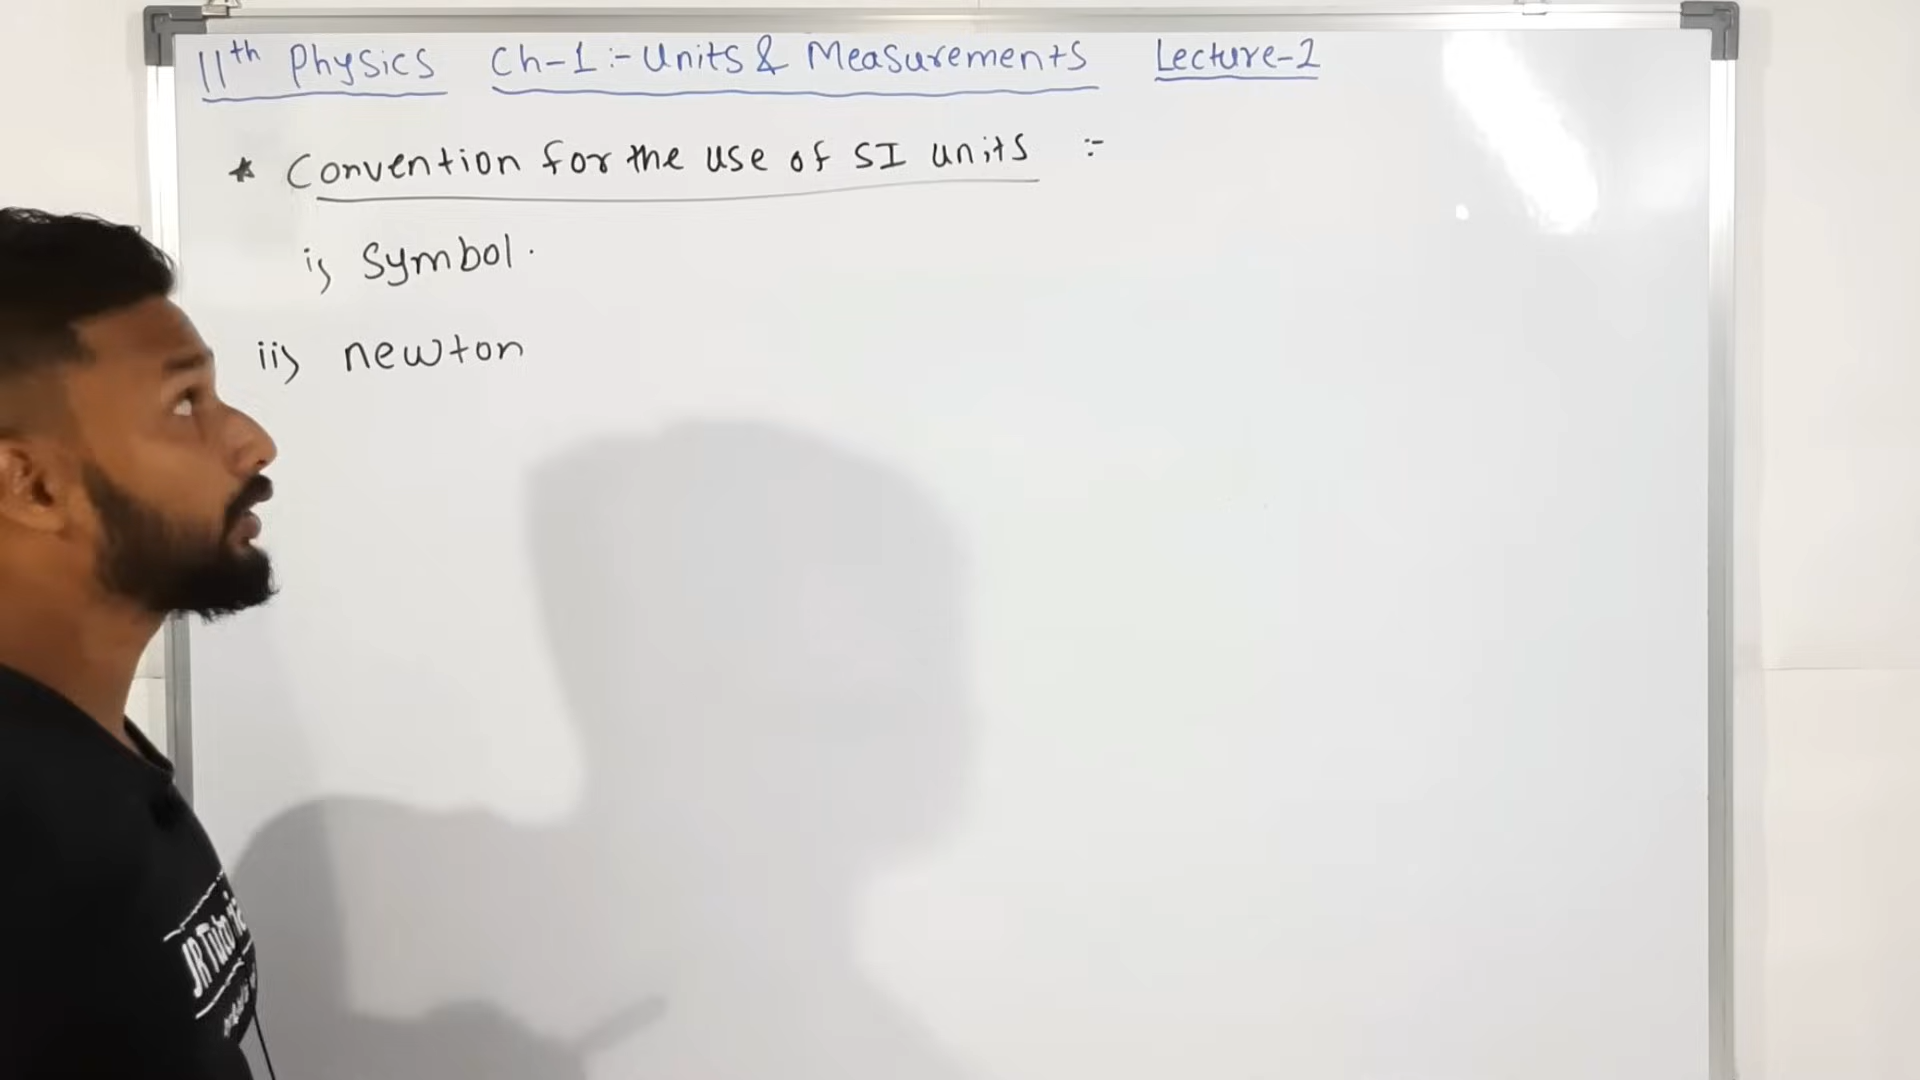 11th Physics Ch-1:- Units & Measurements Lecture-2
* Convention for the use of SI units :-
i) Symbol.
ii) newton
JR Tutorials